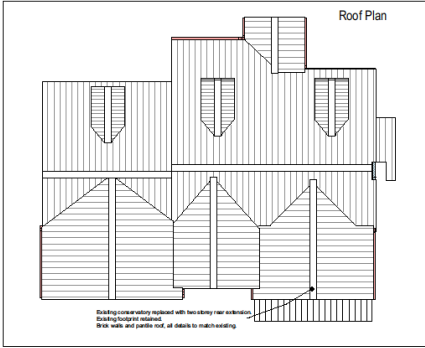 Roof Plan
Existing conservatory replaced with two storey rear extension.
Existing footprint retained.
Brick walls and pantile roof, all details to match existing.